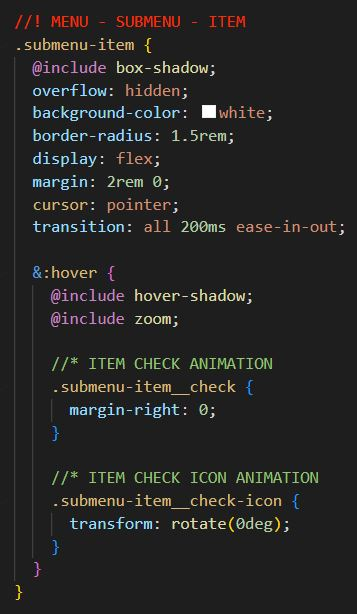 //! MENU - SUBMENU - ITEM
.submenu-item {
  @include box-shadow;
  overflow: hidden;
  background-color: white;
  border-radius: 1.5rem;
  display: flex;
  margin: 2rem 0;
  cursor: pointer;
  transition: all 200ms ease-in-out;

  &:hover {
    @include hover-shadow;
    @include zoom;

    //* ITEM CHECK ANIMATION
    .submenu-item__check {
      margin-right: 0;
    }

    //* ITEM CHECK ICON ANIMATION
    .submenu-item__check-icon {
      transform: rotate(0deg);
    }
  }
}